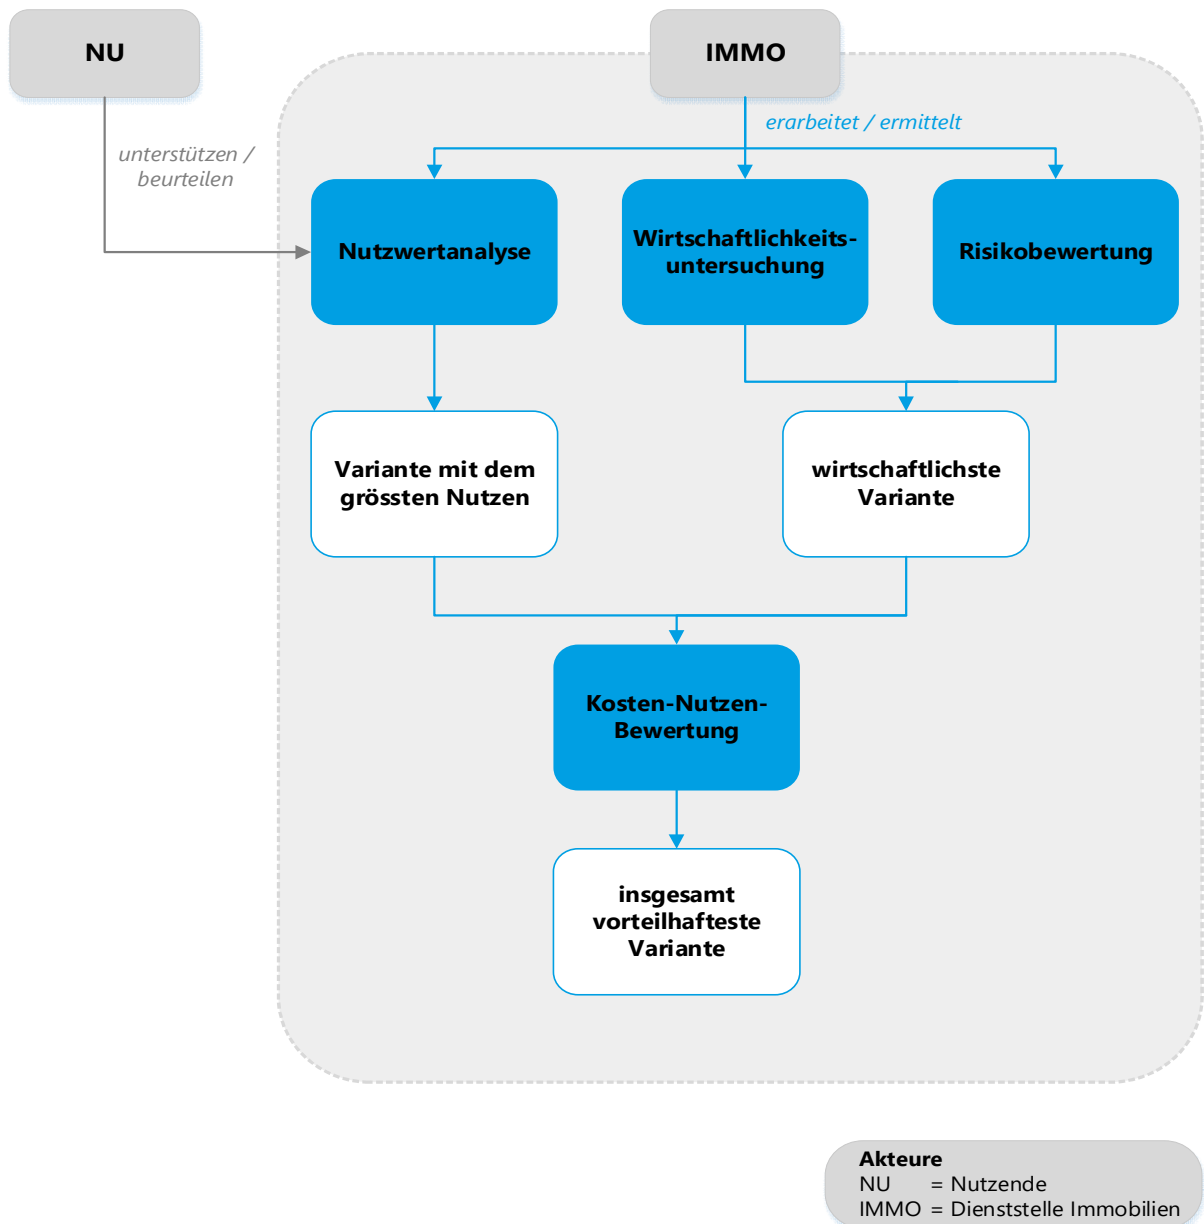 NU
IMMO
erarbeitet / ermittelt
unterstützen /
beurteilen
Nutzwertanalyse
Wirtschaftlichkeits-
untersuchung
Risikobewertung
Variante mit dem
grössten Nutzen
wirtschaftlichste
Variante
Kosten-Nutzen-
Bewertung
insgesamt
vorteilhafteste
Variante
Akteure
NU = Nutzende
IMMO = Dienststelle Immobilien